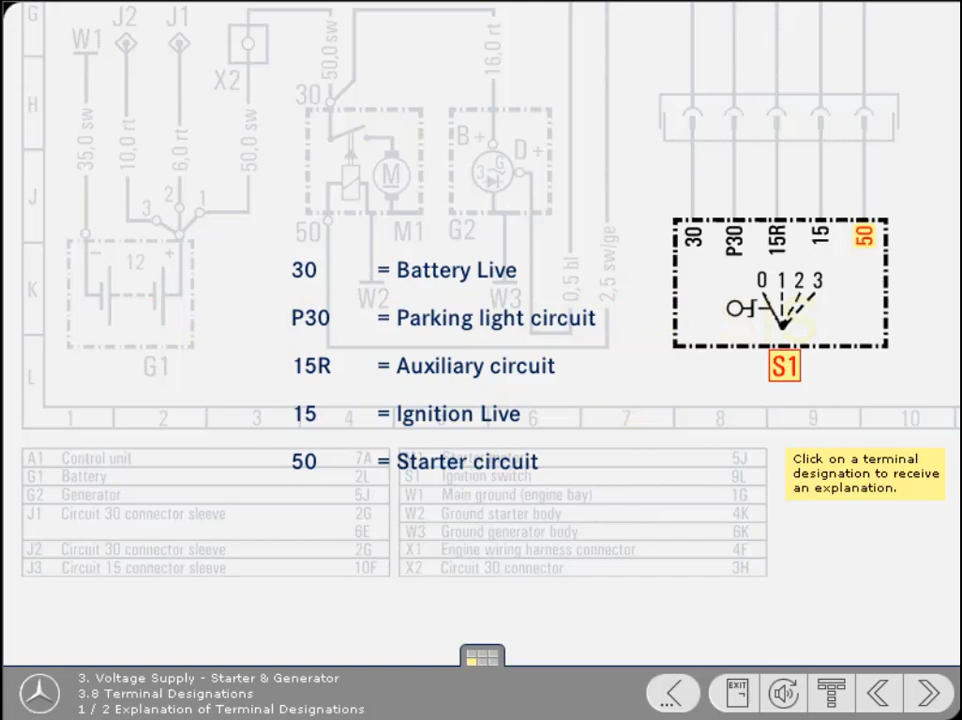 G
J2
J1
W1
X2
50,0 sw
16,0 rt
H
30
35,0 sw
10,0 rt
6,0 rt
50,0 sw
B+
D+
M
3
G
J
3
2
1
50
M1
G2
30
P30
15R
15
50
- 12 +
K
W2
W3
0,5 bl
2,5 sw/ge
0 1 2 3
30 = Battery Live
P30 = Parking light circuit
15R = Auxiliary circuit
15 = Ignition Live
50 = Starter circuit
G1
S1
L
1 2 3 4 6 7 8 9 10
A1 Control unit 7A
G1 Battery 2L
G2 Generator 5J
J1 Circuit 30 connector sleeve 2G
6E
J2 Circuit 30 connector sleeve 2G
J3 Circuit 15 connector sleeve 10F
5J
S1 Ignition switch 9L
W1 Main ground (engine bay) 1G
W2 Ground starter body 4K
W3 Ground generator body 6K
X1 Engine wiring harness connector 4F
X2 Circuit 30 connector 3H
Click on a terminal
designation to receive
an explanation.
3. Voltage Supply - Starter & Generator
3.8 Terminal Designations
1 / 2 Explanation of Terminal Designations
EXIT